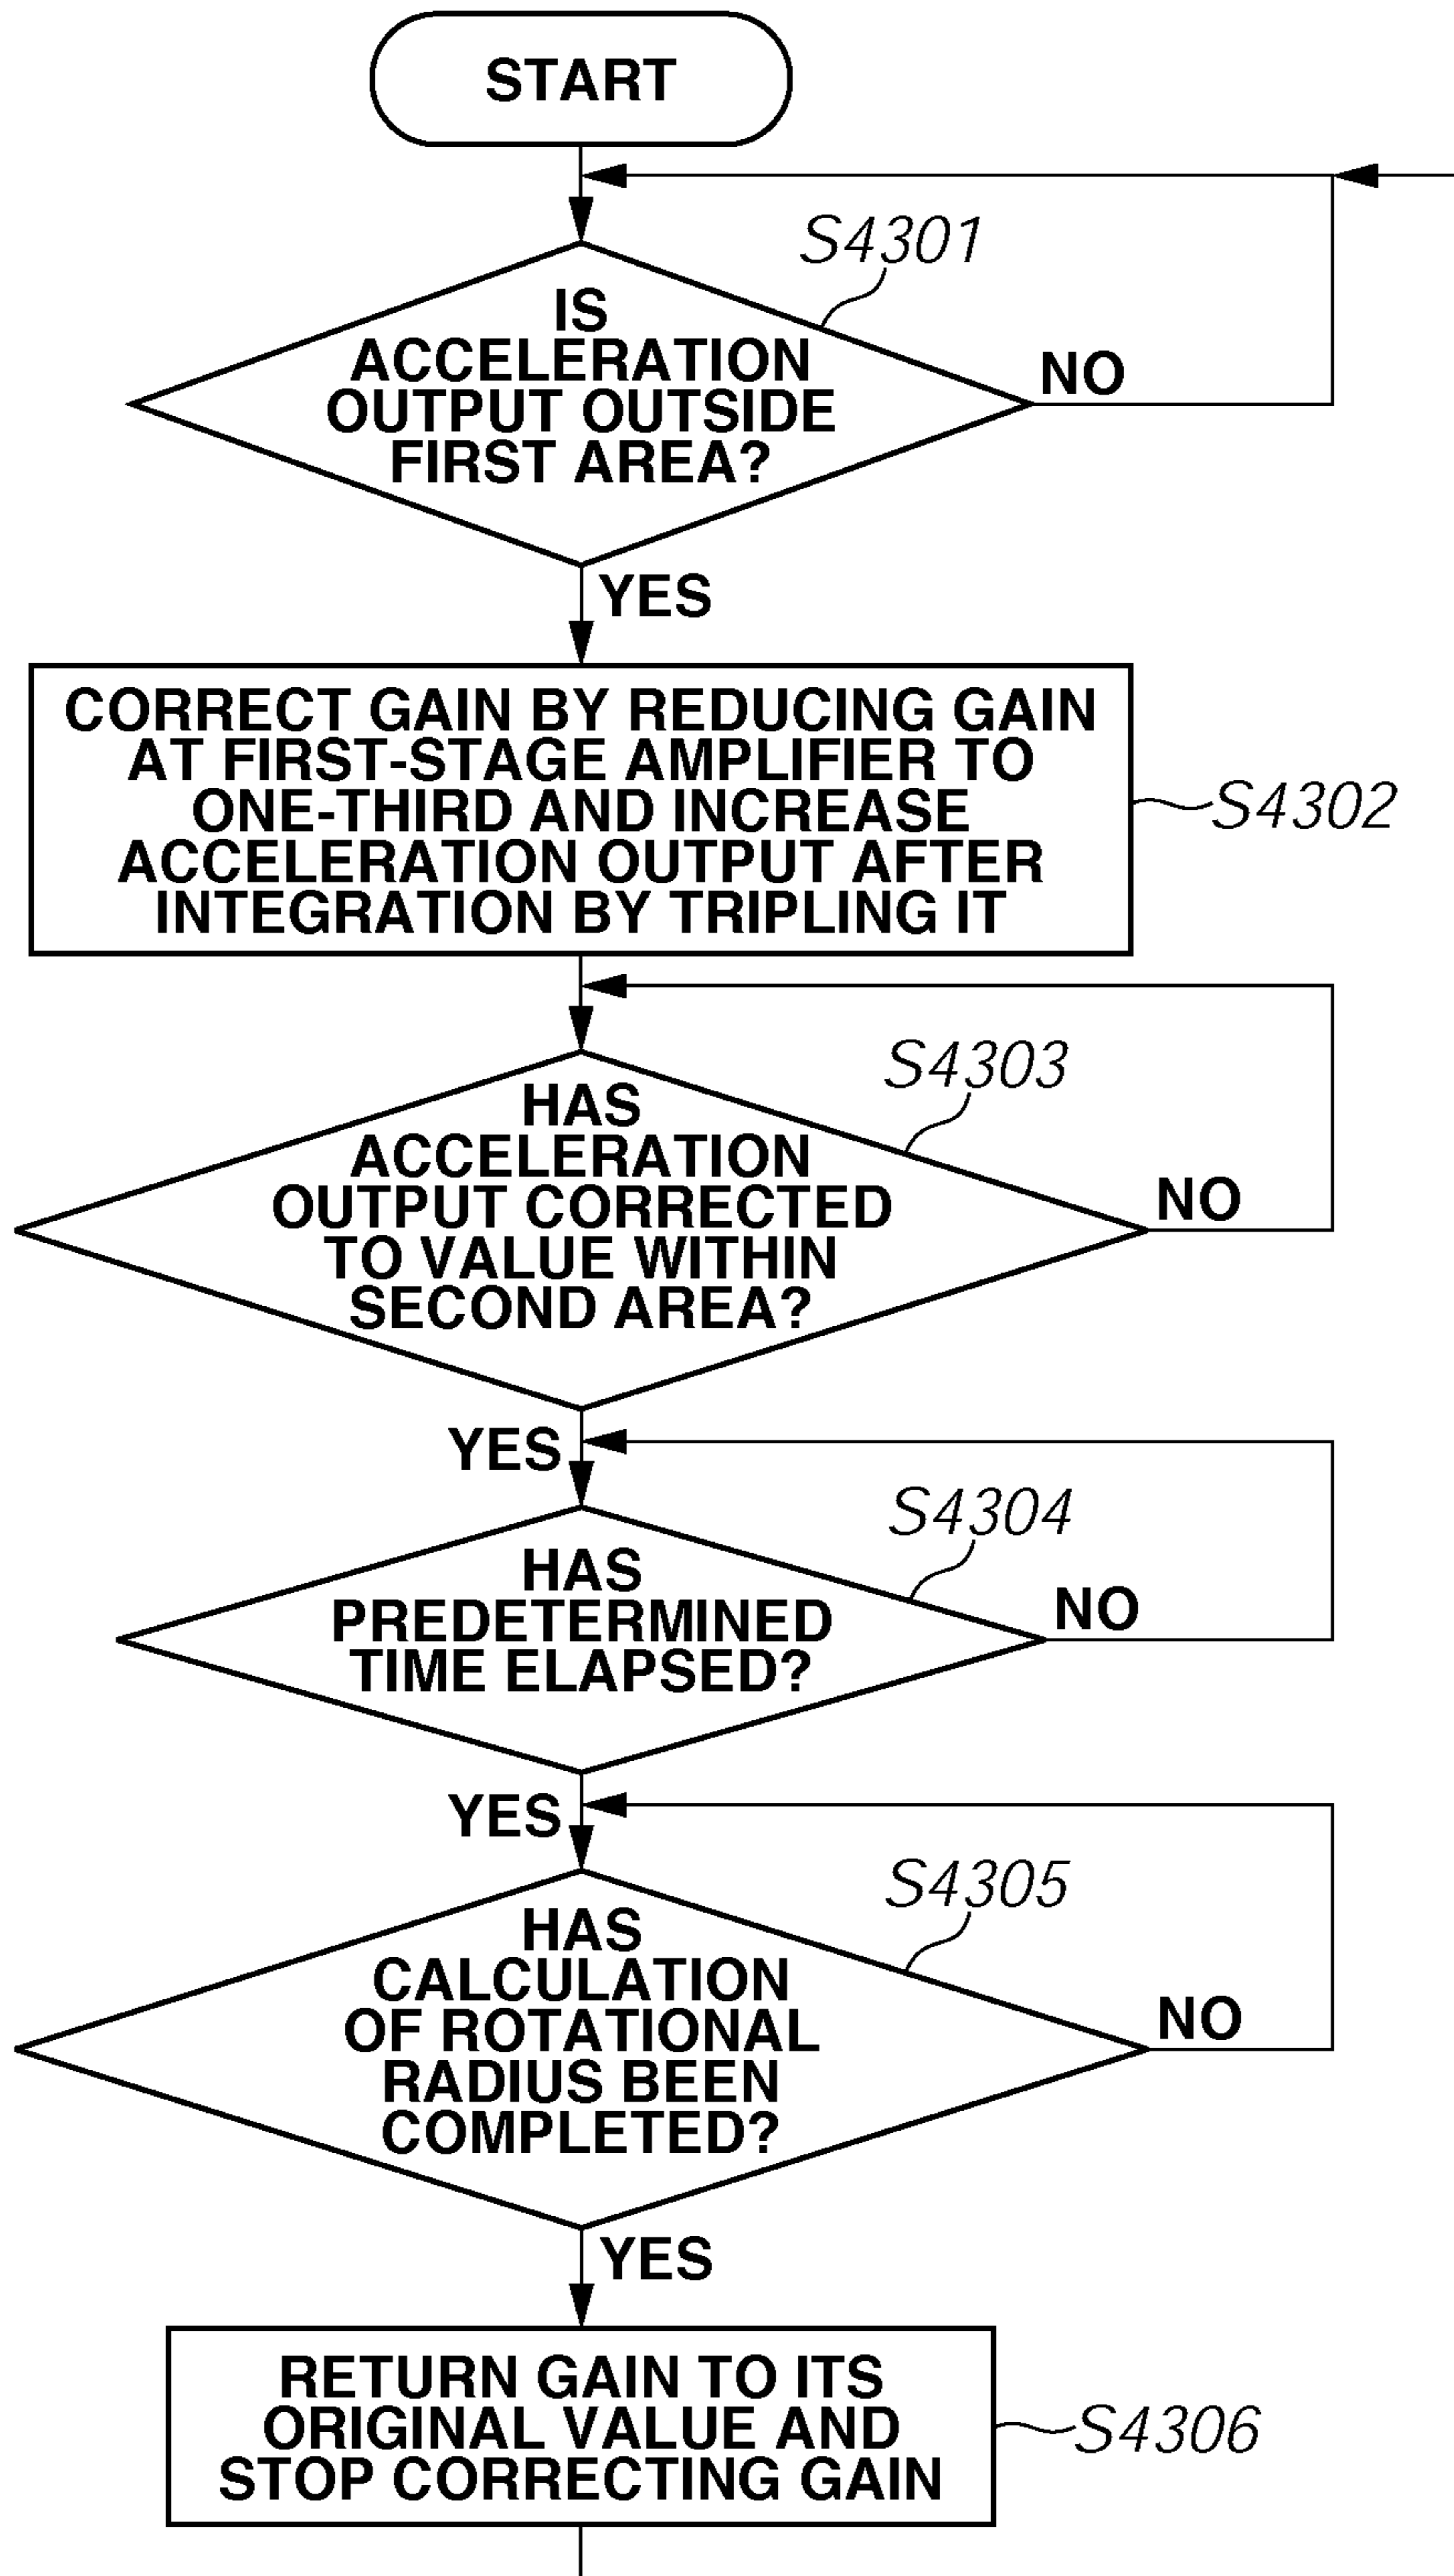 START
S4301
IS
ACCELERATION
OUTPUT OUTSIDE
FIRST AREA?
NO
YES
CORRECT GAIN BY REDUCING GAIN
AT FIRST-STAGE AMPLIFIER TO
ONE-THIRD AND INCREASE
ACCELERATION OUTPUT AFTER
INTEGRATION BY TRIPLING IT
S4302
S4303
HAS
ACCELERATION
OUTPUT CORRECTED
TO VALUE WITHIN
SECOND AREA?
NO
YES
S4304
HAS
PREDETERMINED
TIME ELAPSED?
NO
YES
S4305
HAS
CALCULATION
OF ROTATIONAL
RADIUS BEEN
COMPLETED?
NO
YES
RETURN GAIN TO ITS
ORIGINAL VALUE AND
STOP CORRECTING GAIN
S4306